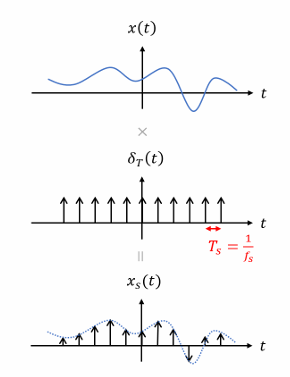 x(t)
t
×
δ_T(t)
t
T_s = 1/f_s
=
x_s(t)
t